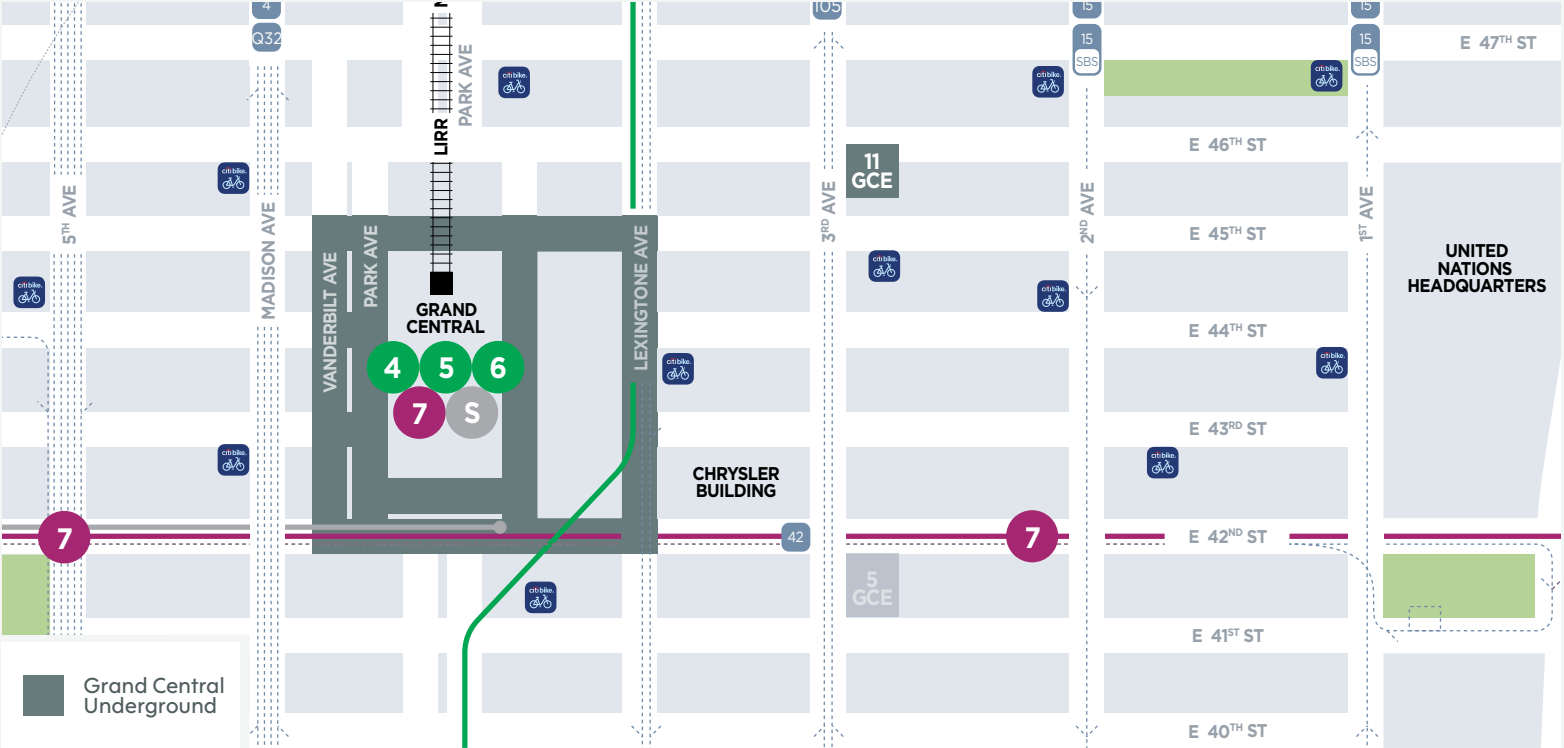 4
Q32
LIRR
PARK AVE
105
15
15
SBS
15
15
SBS
E 47TH ST
citibike.
citibike.
citibike.
E 46TH ST
citibike.
11
GCE
5TH AVE
MADISON AVE
VANDERBILT AVE
PARK AVE
LEXINGTONE AVE
3RD AVE
2ND AVE
1ST AVE
E 45TH ST
UNITED
NATIONS
HEADQUARTERS
citibike.
citibike.
citibike.
GRAND
CENTRAL
E 44TH ST
4 5 6
7 S
citibike.
citibike.
E 43RD ST
citibike.
citibike.
CHRYSLER
BUILDING
7
42
7
E 42ND ST
citibike.
5
GCE
E 41ST ST
Grand Central
Underground
E 40TH ST